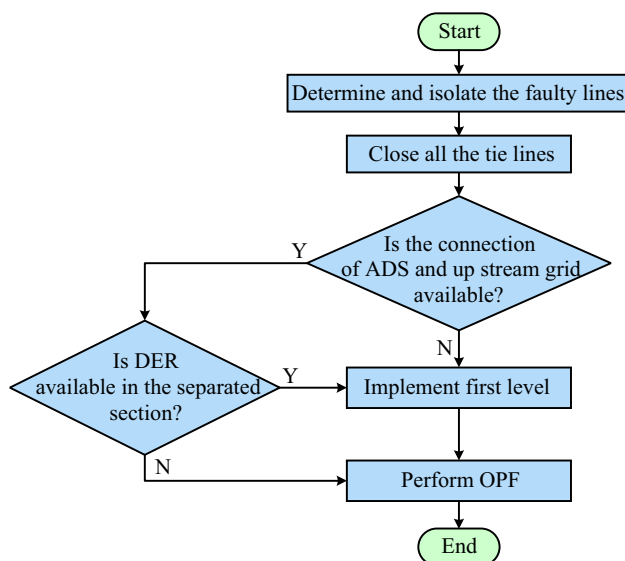 Start
Determine and isolate the faulty lines
Close all the tie lines
Is the connection
of ADS and up stream grid
available?
Y
N
Is DER
available in the separated
section?
Y
Implement first level
N
Perform OPF
End